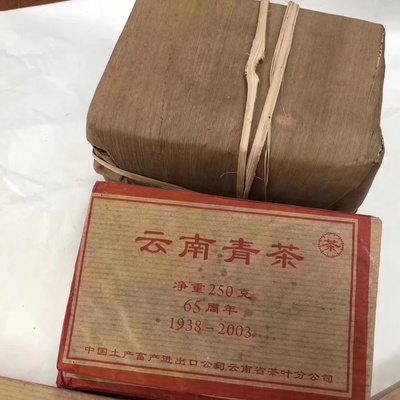 云南青茶
茶
净重250克
65周年
1938-2003
中国土产畜产进出口公司云南省茶叶分公司